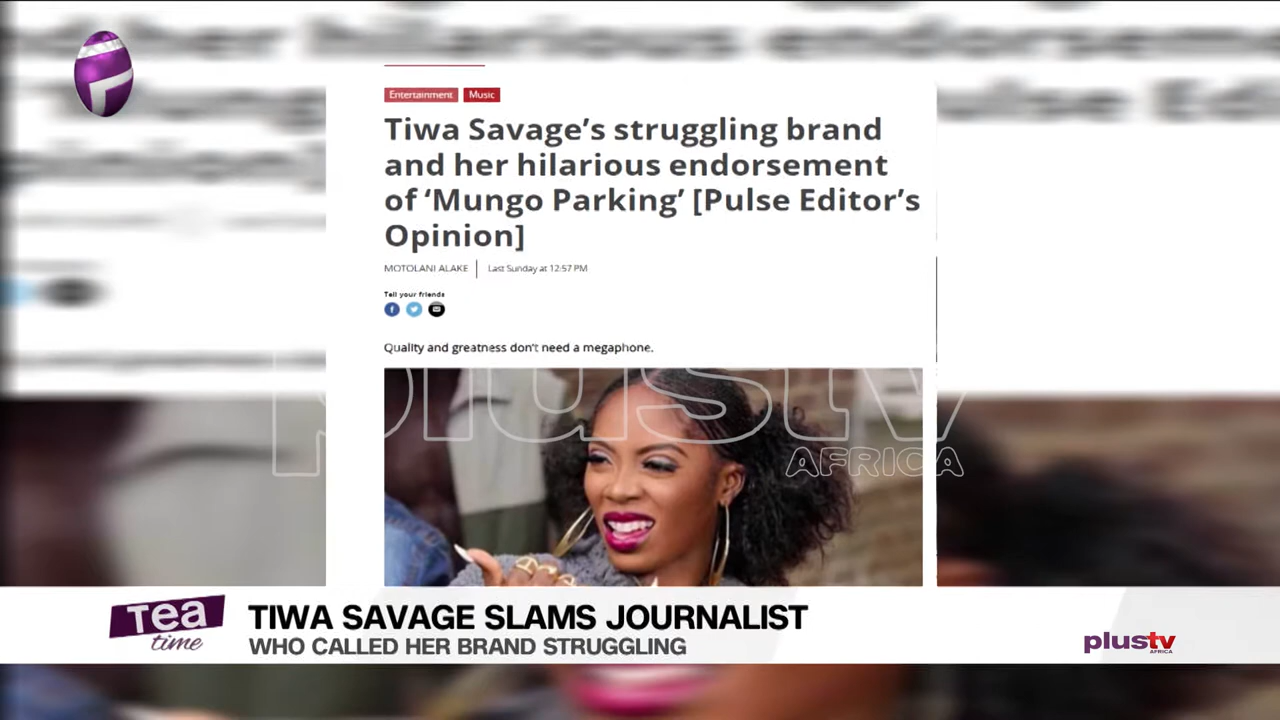 Entertainment Music
Tiwa Savage's struggling brand
and her hilarious endorsement
of ‘Mungo Parking’ [Pulse Editor's
Opinion]
MOTOLANI ALAKE Last Sunday at 12:57 PM
Tell your friends
Quality and greatness don't need a megaphone.
plustv
AFRICA
Tea
time
TIWA SAVAGE SLAMS JOURNALIST
WHO CALLED HER BRAND STRUGGLING
plustv
AFRICA